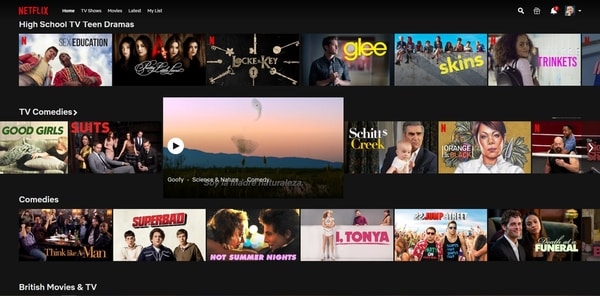 NETFLIX Home TV Shows Movies Latest My List
High School TV Teen Dramas
N SEX EDUCATION Pretty Little Liars N LOCKE & KEY glee N skins N TRINKETS
TV Comedies >
GOOD GIRLS SUITS Schitt's Creek N ORANGE is the new BLACK N
Goofy • Science & Nature • Comedy
Soy la madre naturaleza.
Comedies
Think like A Man SUPERBAD HOT SUMMER NIGHTS I, TONYA 22 JUMP STREET Death at a FUNERAL
British Movies & TV